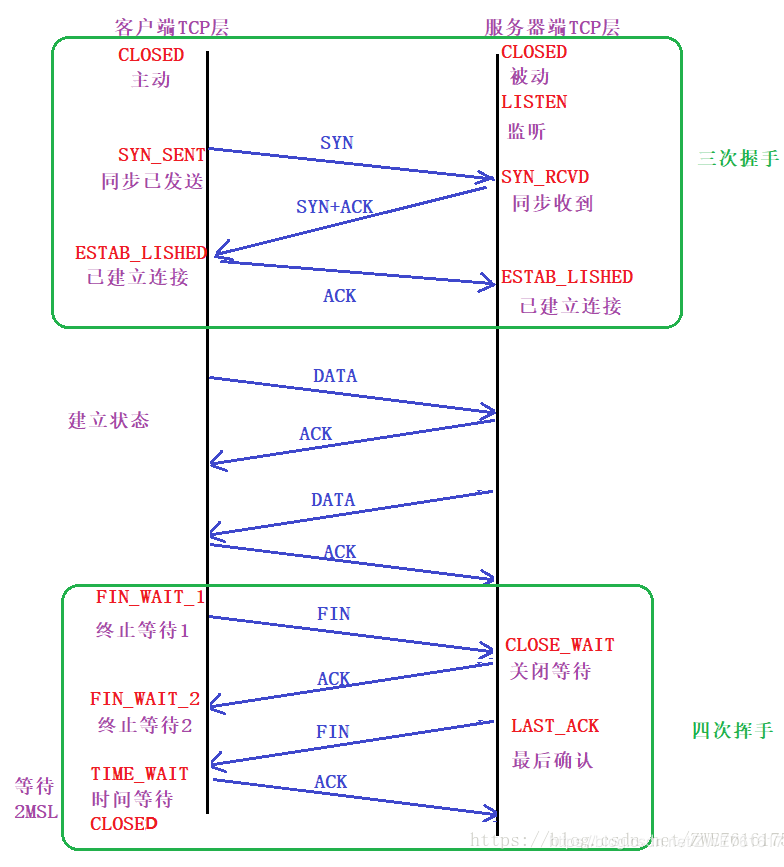 客户端TCP层
服务器端TCP层
CLOSED
主动
CLOSED
被动
LISTEN
监听
SYN
三次握手
SYN_SENT
同步已发送
SYN_RCVD
同步收到
SYN+ACK
ESTAB_LISHED
已建立连接
ESTAB_LISHED
已建立连接
ACK
DATA
建立状态
ACK
DATA
ACK
FIN_WAIT_1
终止等待1
FIN
CLOSE_WAIT
关闭等待
ACK
FIN_WAIT_2
终止等待2
FIN
LAST_ACK
最后确认
四次挥手
TIME_WAIT
时间等待
CLOSED
等待
2MSL
ACK